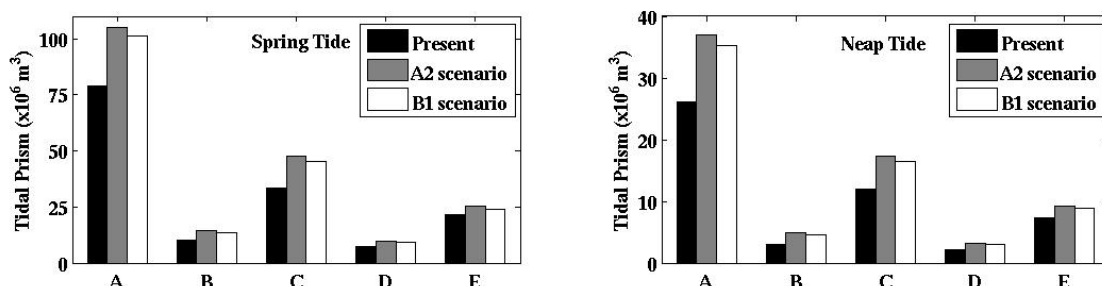 Spring Tide
Present
A2 scenario
B1 scenario
Tidal Prism (x10⁶ m³)
100
75
50
25
0
A B C D E
Neap Tide
Present
A2 scenario
B1 scenario
Tidal Prism (x10⁶ m³)
40
30
20
10
0
A B C D E